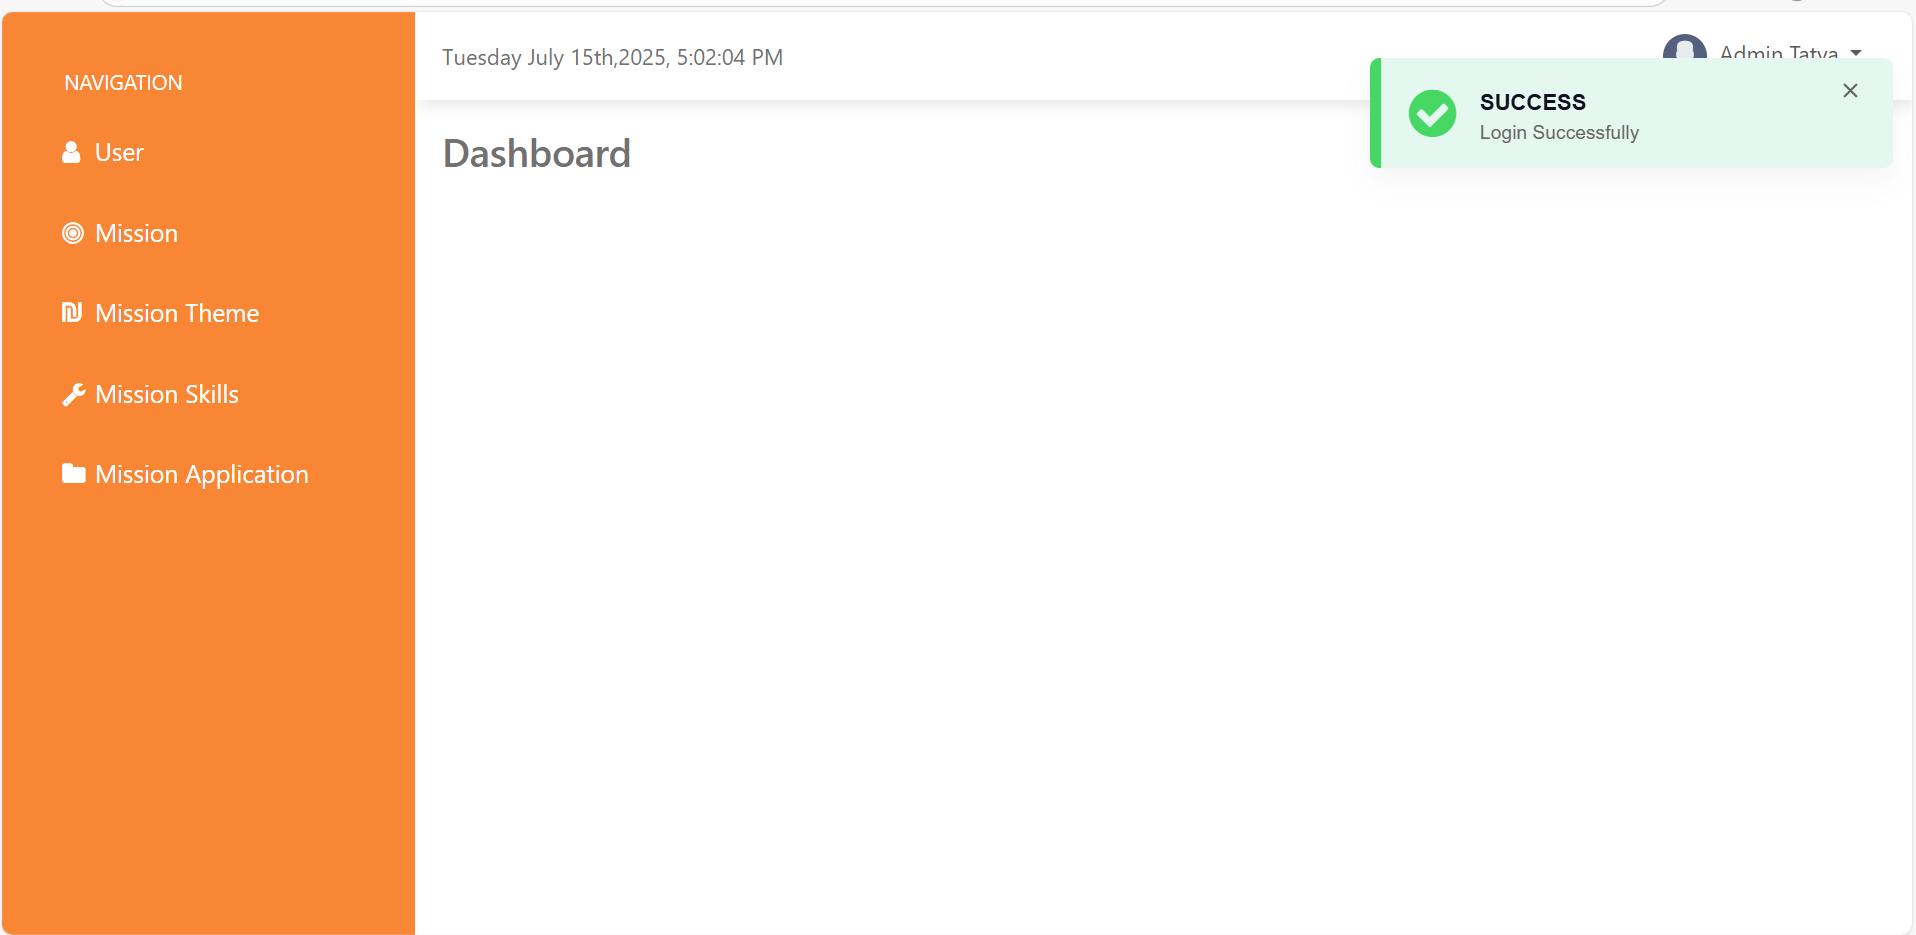 NAVIGATION
User
Mission
Mission Theme
Mission Skills
Mission Application
Tuesday July 15th,2025, 5:02:04 PM
Admin Tatva
Dashboard
SUCCESS
Login Successfully